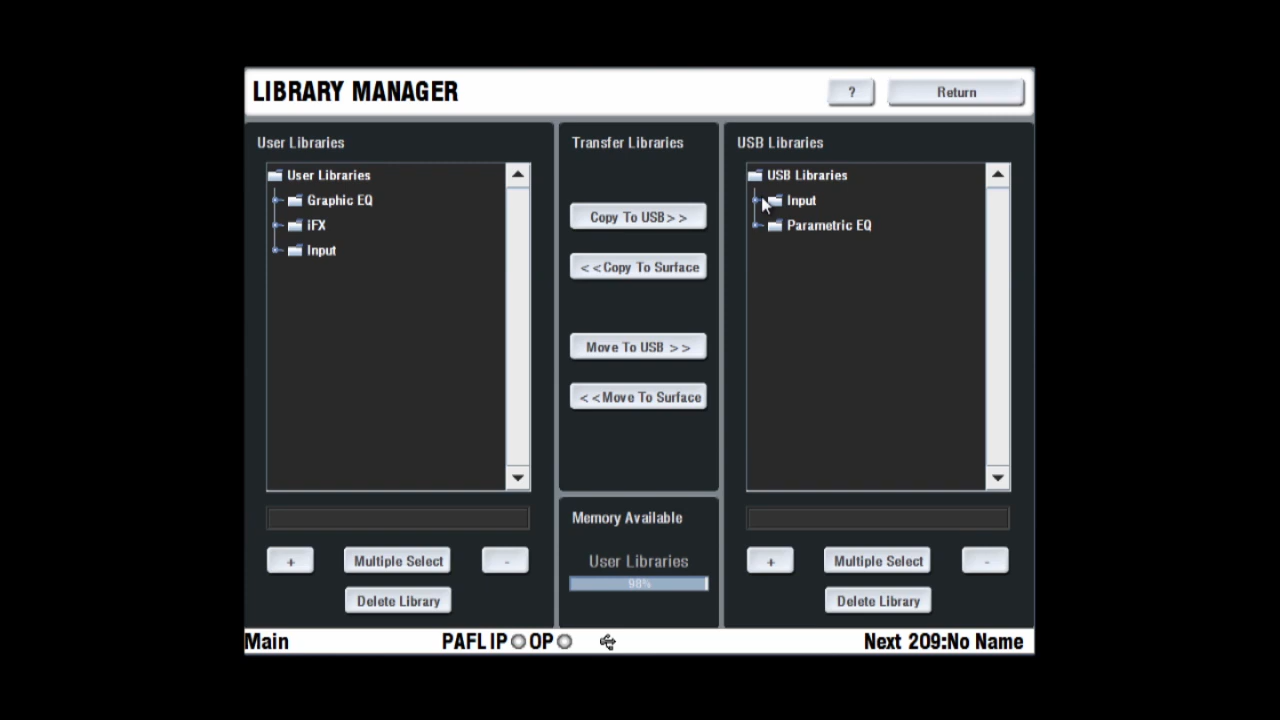 LIBRARY MANAGER
?
Return
User Libraries
User Libraries
Graphic EQ
iFX
Input
Transfer Libraries
Copy To USB>>
<<Copy To Surface
Move To USB >>
<<Move To Surface
USB Libraries
USB Libraries
Input
Parametric EQ
Memory Available
User Libraries
98%
+
Multiple Select
-
Delete Library
+
Multiple Select
-
Delete Library
Main
PAFL IP OP
Next 209:No Name